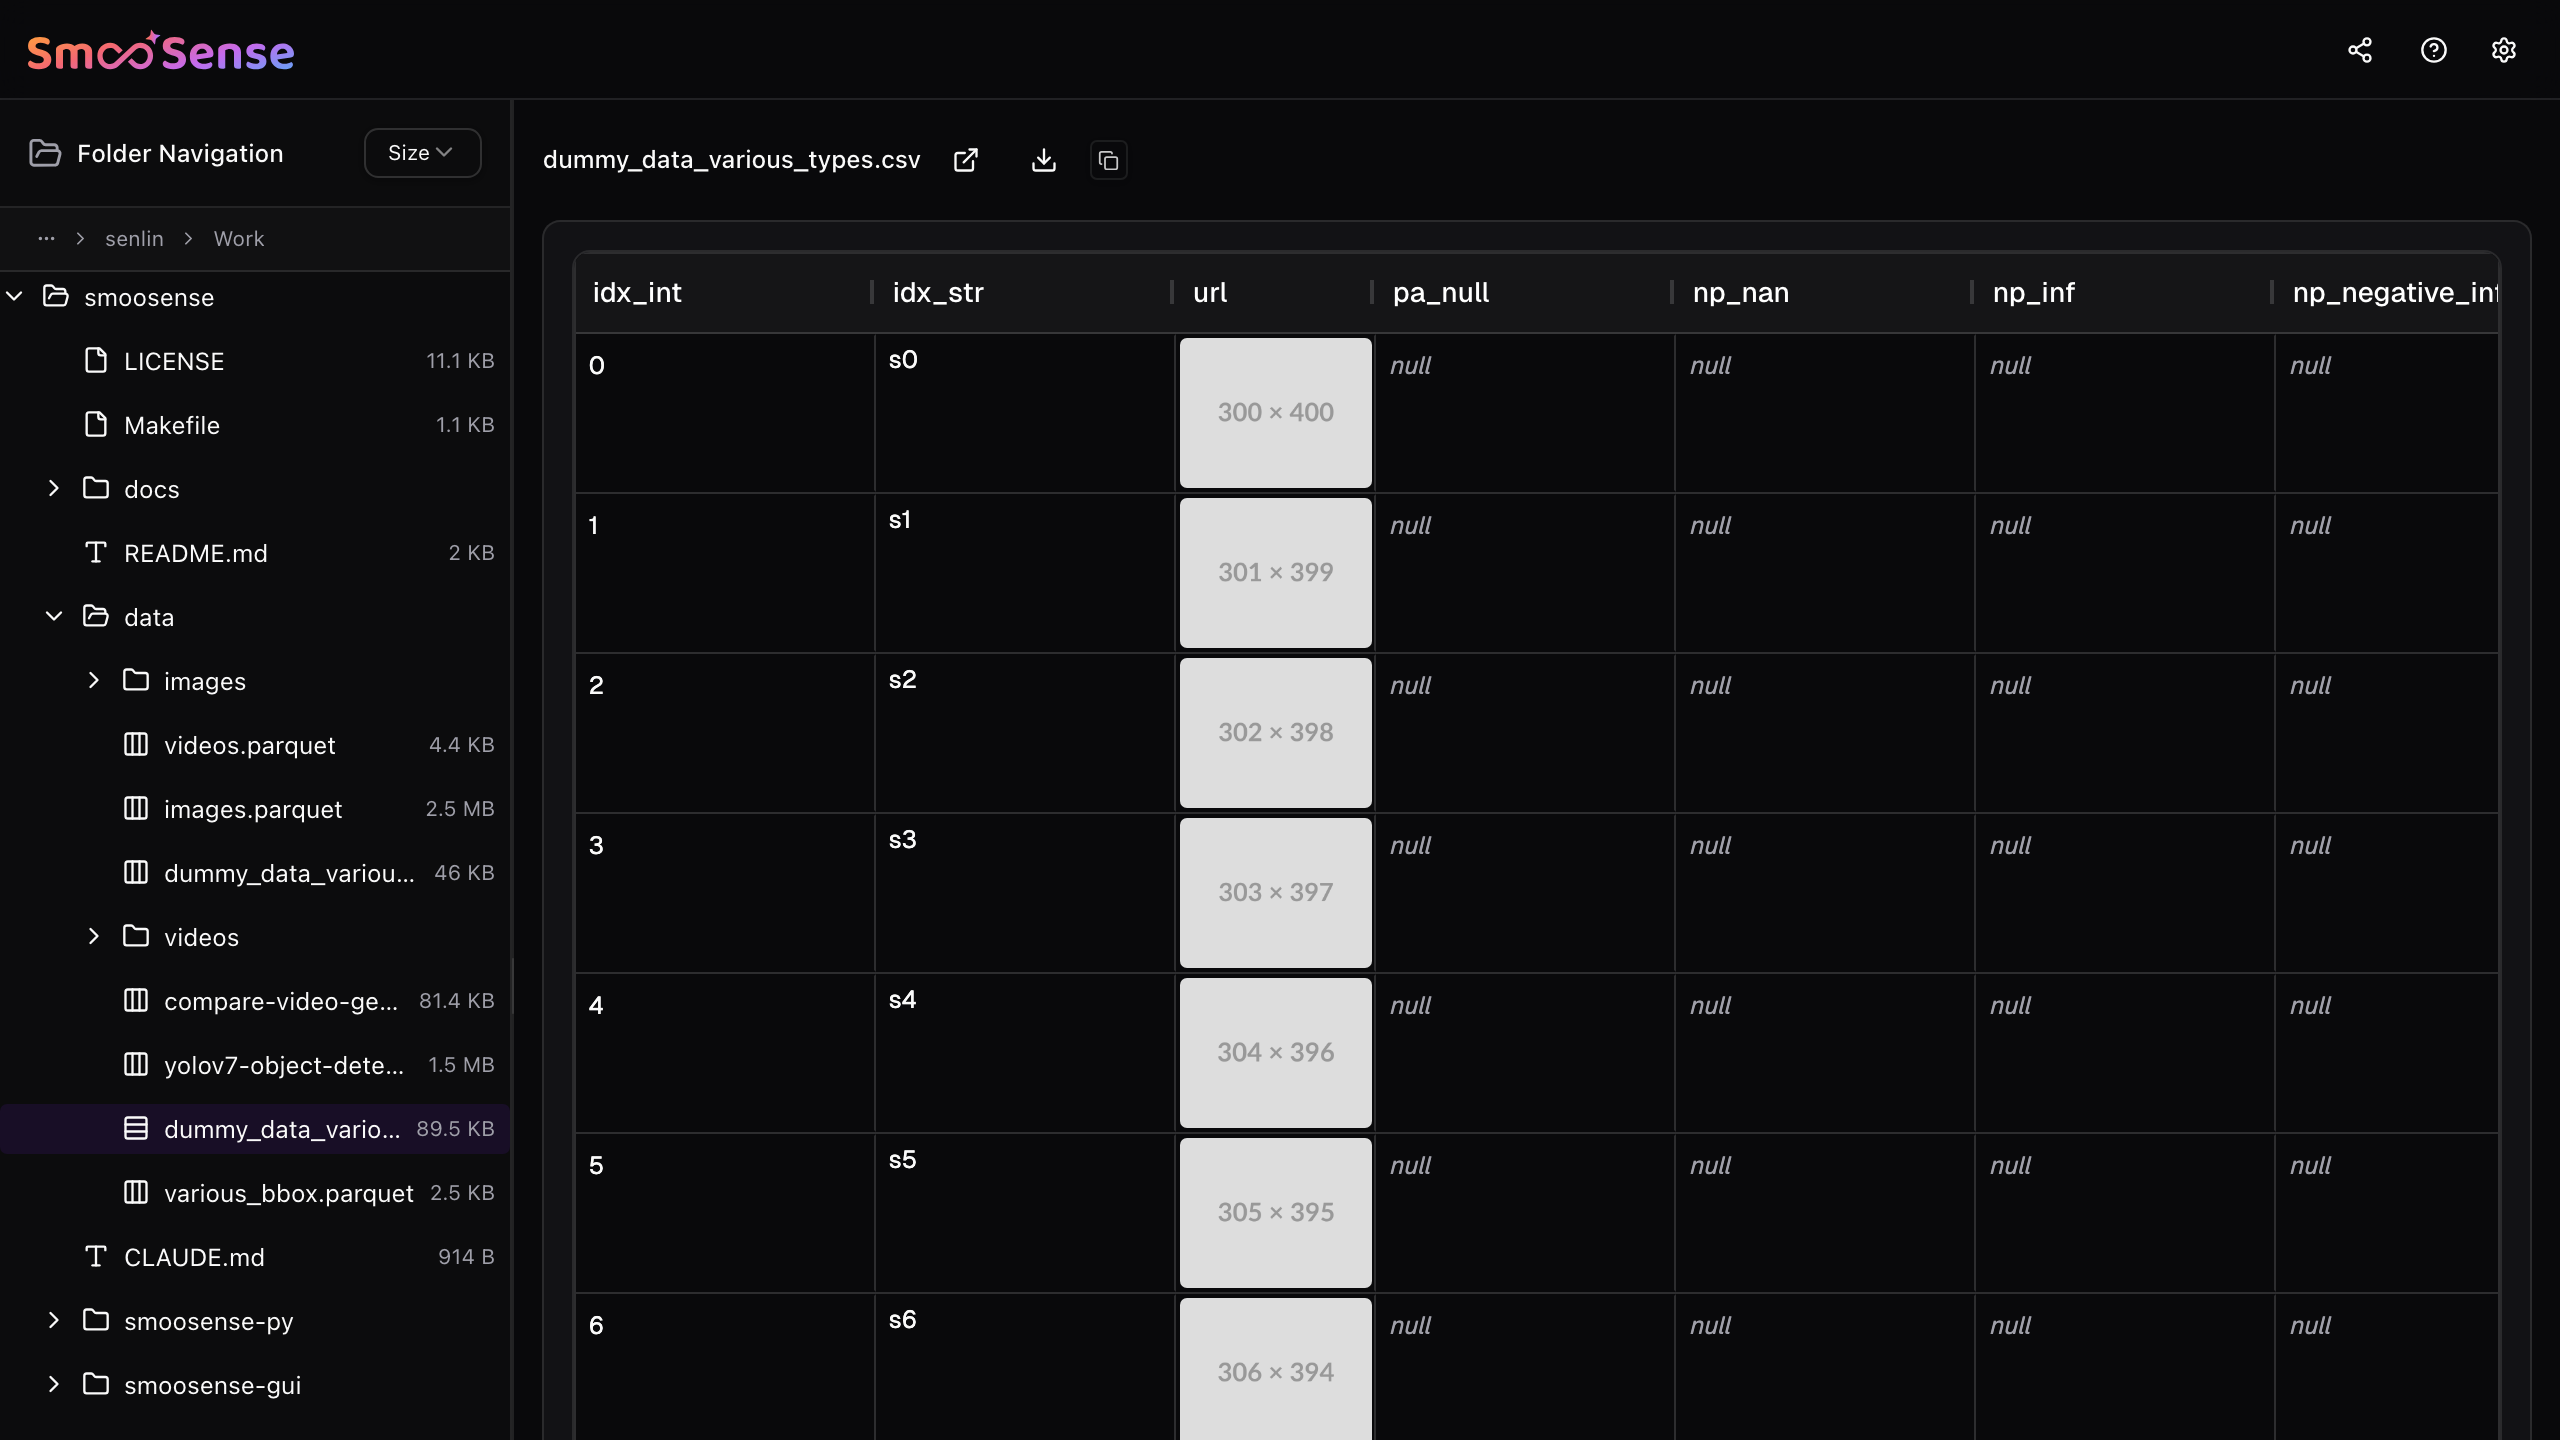 SmooSense
Folder Navigation
Size
... > senlin > Work
smoosense
LICENSE 11.1 KB
Makefile 1.1 KB
docs
README.md 2 KB
data
images
videos.parquet 4.4 KB
images.parquet 2.5 MB
dummy_data_variou... 46 KB
videos
compare-video-ge... 81.4 KB
yolov7-object-dete... 1.5 MB
dummy_data_vario... 89.5 KB
various_bbox.parquet 2.5 KB
CLAUDE.md 914 B
smoosense-py
smoosense-gui
dummy_data_various_types.csv
idx_int idx_str url pa_null np_nan np_inf np_negative_inf
0 s0 300 × 400 null null null null
1 s1 301 × 399 null null null null
2 s2 302 × 398 null null null null
3 s3 303 × 397 null null null null
4 s4 304 × 396 null null null null
5 s5 305 × 395 null null null null
6 s6 306 × 394 null null null null